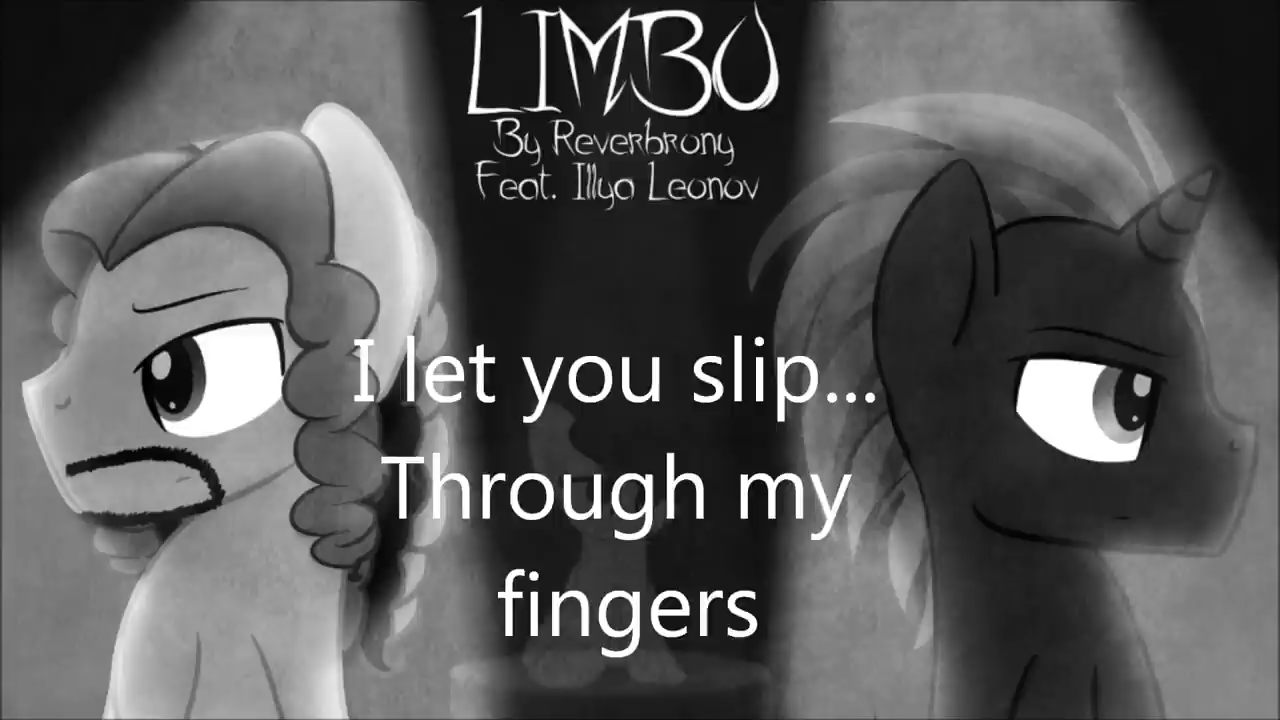 LIMBO
By Reverbrony
Feat. Illya Leonov
I let you slip...
Through my
fingers